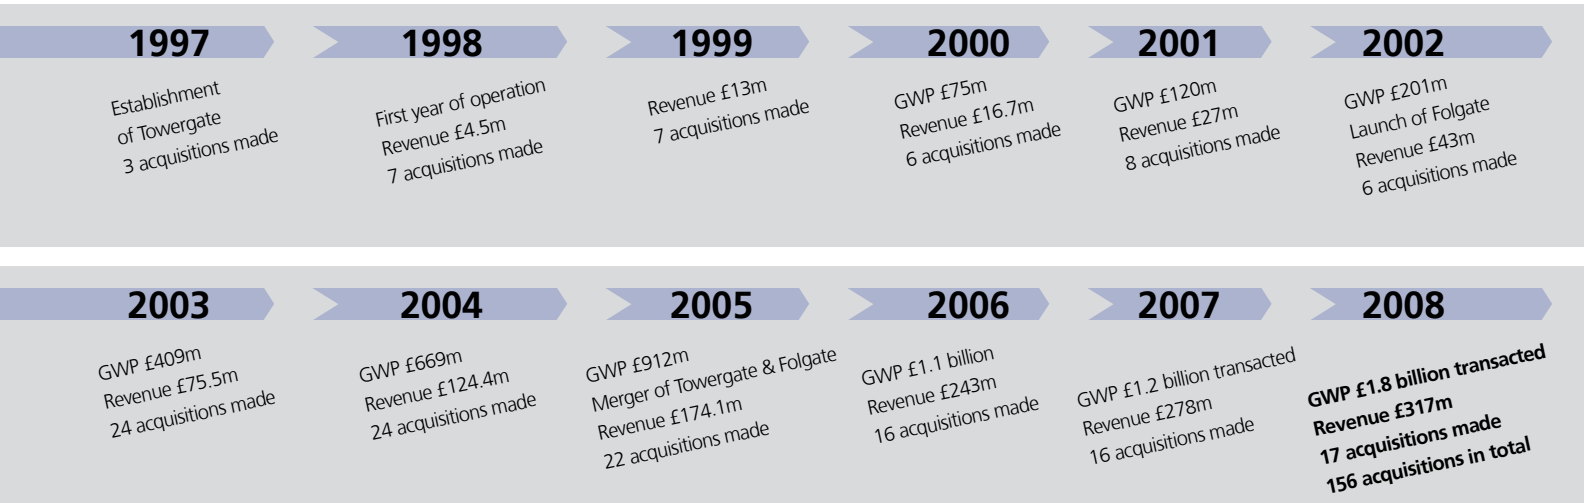 1997
Establishment
of Towergate
3 acquisitions made
1998
First year of operation
Revenue £4.5m
7 acquisitions made
1999
Revenue £13m
7 acquisitions made
2000
GWP £75m
Revenue £16.7m
6 acquisitions made
2001
GWP £120m
Revenue £27m
8 acquisitions made
2002
GWP £201m
Launch of Folgate
Revenue £43m
6 acquisitions made
2003
GWP £409m
Revenue £75.5m
24 acquisitions made
2004
GWP £669m
Revenue £124.4m
24 acquisitions made
2005
GWP £912m
Merger of Towergate & Folgate
Revenue £174.1m
22 acquisitions made
2006
GWP £1.1 billion
Revenue £243m
16 acquisitions made
2007
GWP £1.2 billion transacted
Revenue £278m
16 acquisitions made
2008
GWP £1.8 billion transacted
Revenue £317m
17 acquisitions made
156 acquisitions in total